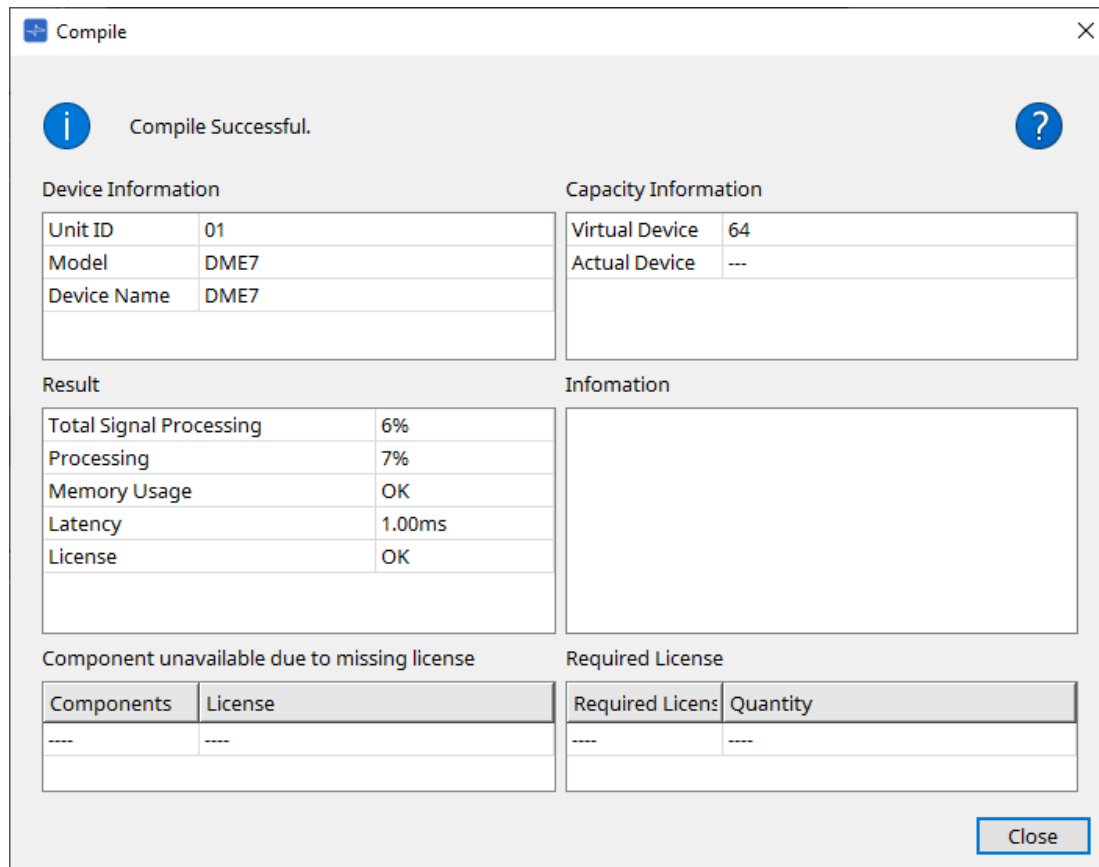 Compile
Compile Successful.
Device Information
Unit ID 01
Model DME7
Device Name DME7
Capacity Information
Virtual Device 64
Actual Device ---
Result
Total Signal Processing 6%
Processing 7%
Memory Usage OK
Latency 1.00ms
License OK
Infomation
Component unavailable due to missing license
Components License
---- ----
Required License
Required Licens Quantity
---- ----
Close